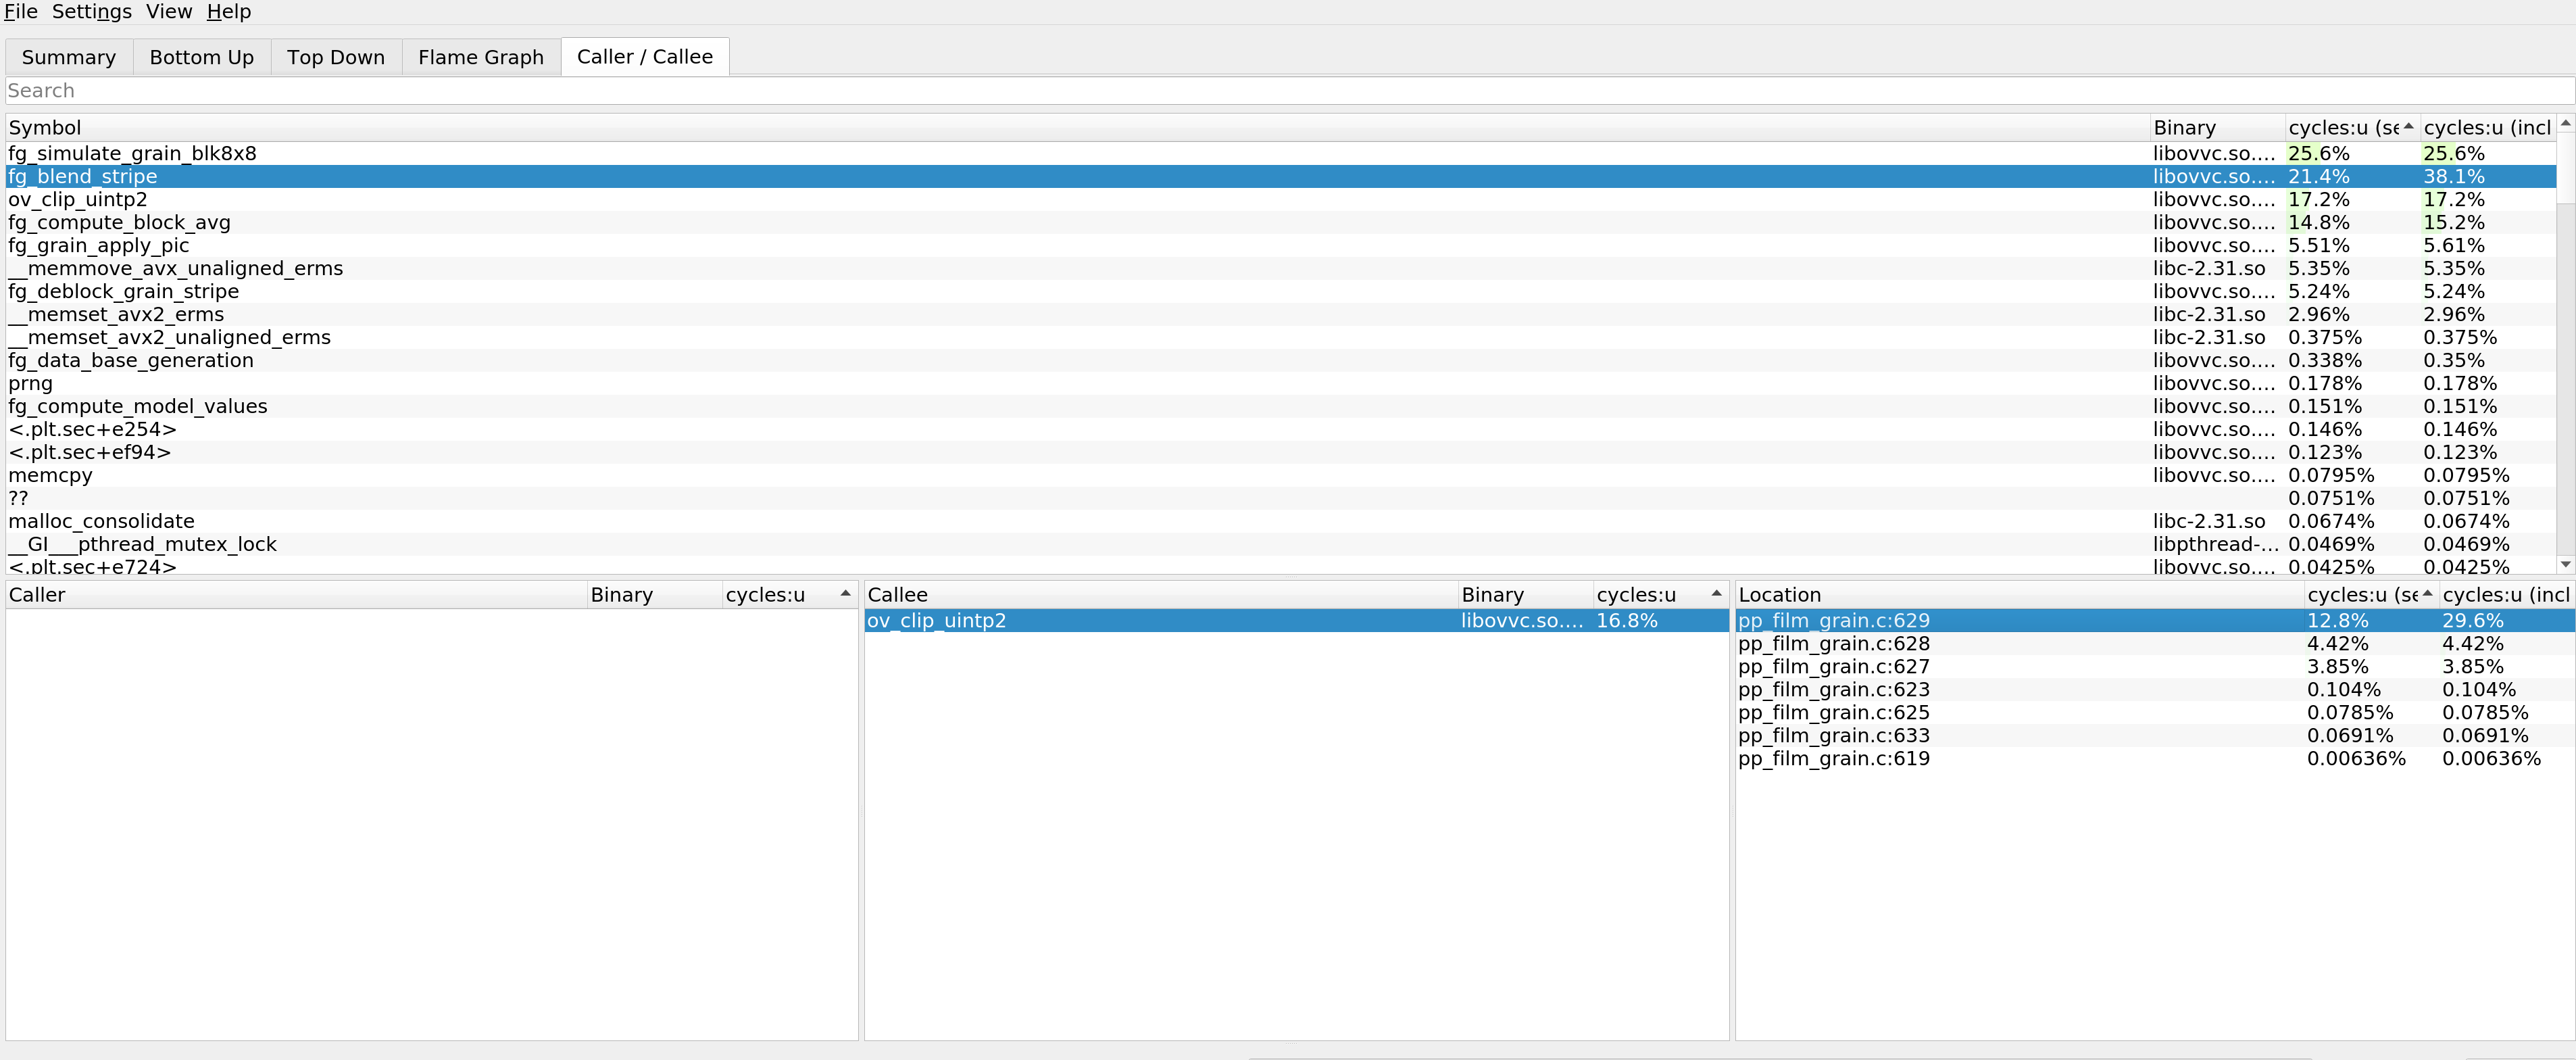 File Settings View Help
Summary Bottom Up Top Down Flame Graph Caller / Callee
Search
Symbol Binary cycles:u (se cycles:u (incl
fg_simulate_grain_blk8x8 libovvc.so.... 25.6% 25.6%
fg_blend_stripe libovvc.so.... 21.4% 38.1%
ov_clip_uintp2 libovvc.so.... 17.2% 17.2%
fg_compute_block_avg libovvc.so.... 14.8% 15.2%
fg_grain_apply_pic libovvc.so.... 5.51% 5.61%
__memmove_avx_unaligned_erms libc-2.31.so 5.35% 5.35%
fg_deblock_grain_stripe libovvc.so.... 5.24% 5.24%
__memset_avx2_erms libc-2.31.so 2.96% 2.96%
__memset_avx2_unaligned_erms libc-2.31.so 0.375% 0.375%
fg_data_base_generation libovvc.so.... 0.338% 0.35%
prng libovvc.so.... 0.178% 0.178%
fg_compute_model_values libovvc.so.... 0.151% 0.151%
<.plt.sec+e254> libovvc.so.... 0.146% 0.146%
<.plt.sec+ef94> libovvc.so.... 0.123% 0.123%
memcpy libovvc.so.... 0.0795% 0.0795%
?? 0.0751% 0.0751%
malloc_consolidate libc-2.31.so 0.0674% 0.0674%
__GI___pthread_mutex_lock libpthread-... 0.0469% 0.0469%
<.plt.sec+e724> libovvc.so.... 0.0425% 0.0425%
Caller Binary cycles:u
Callee Binary cycles:u
ov_clip_uintp2 libovvc.so.... 16.8%
Location cycles:u (se cycles:u (incl
pp_film_grain.c:629 12.8% 29.6%
pp_film_grain.c:628 4.42% 4.42%
pp_film_grain.c:627 3.85% 3.85%
pp_film_grain.c:623 0.104% 0.104%
pp_film_grain.c:625 0.0785% 0.0785%
pp_film_grain.c:633 0.0691% 0.0691%
pp_film_grain.c:619 0.00636% 0.00636%